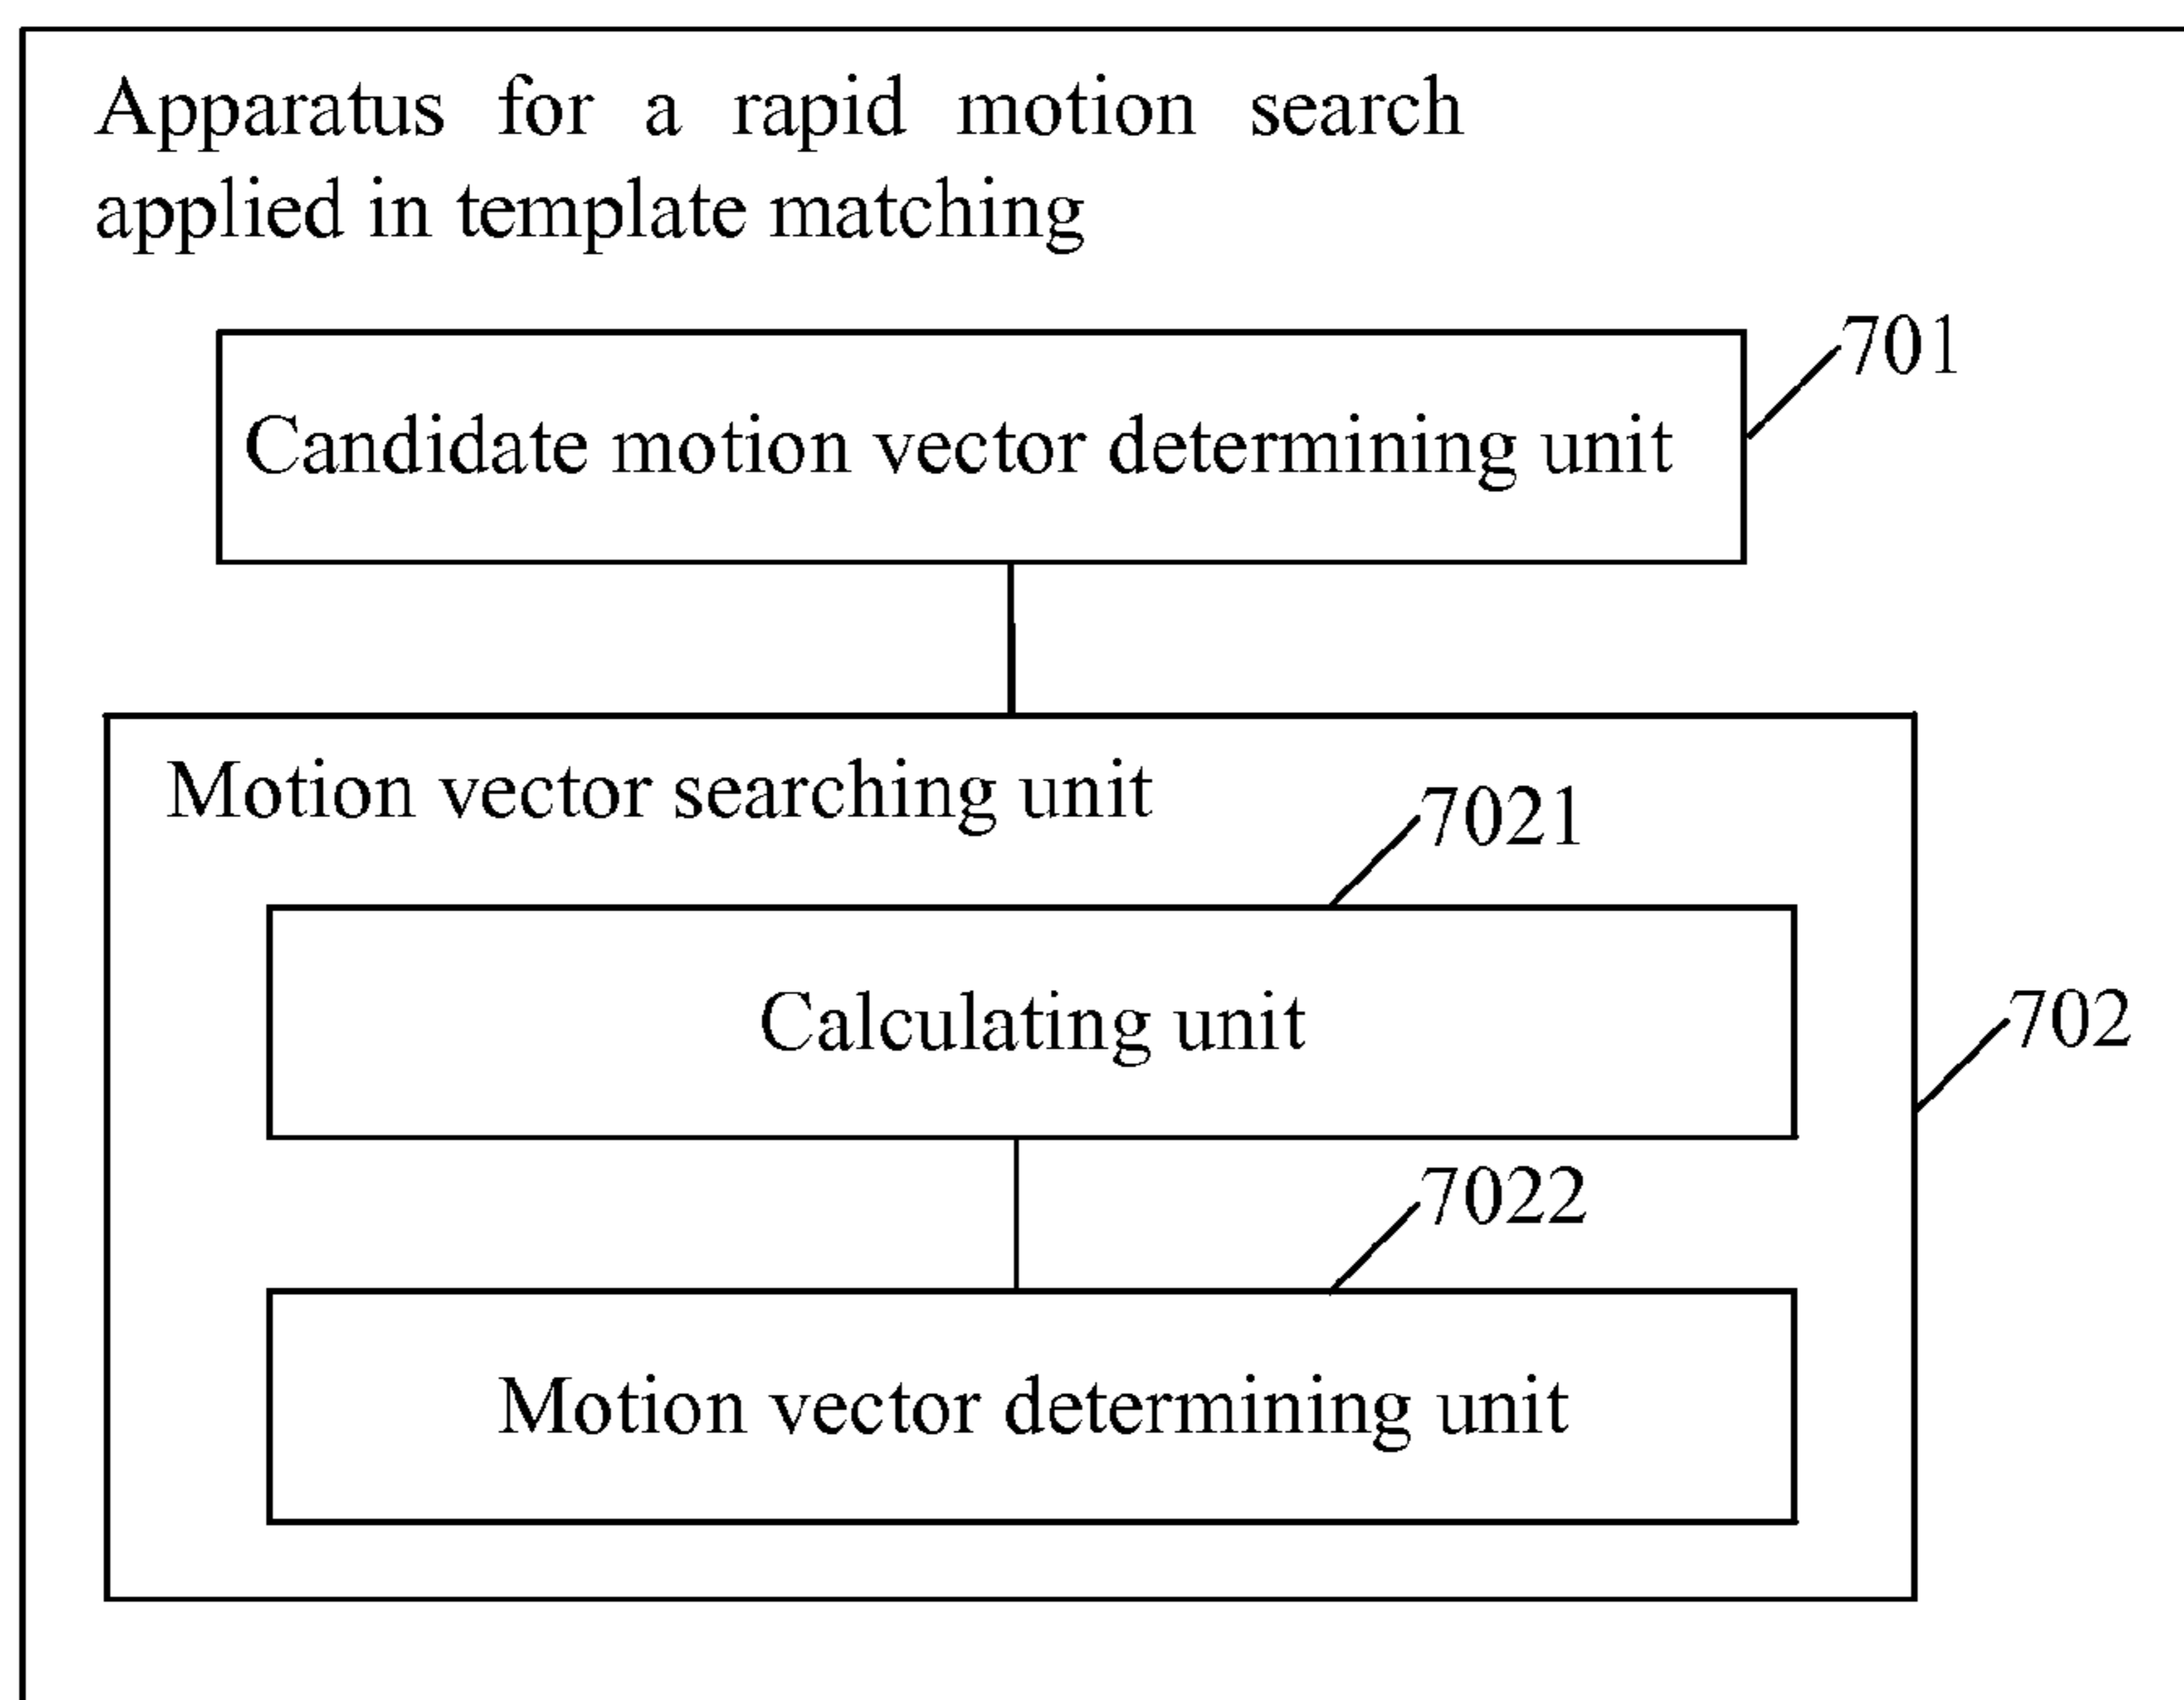 Apparatus for a rapid motion search
applied in template matching
701
Candidate motion vector determining unit
Motion vector searching unit
7021
Calculating unit
702
7022
Motion vector determining unit